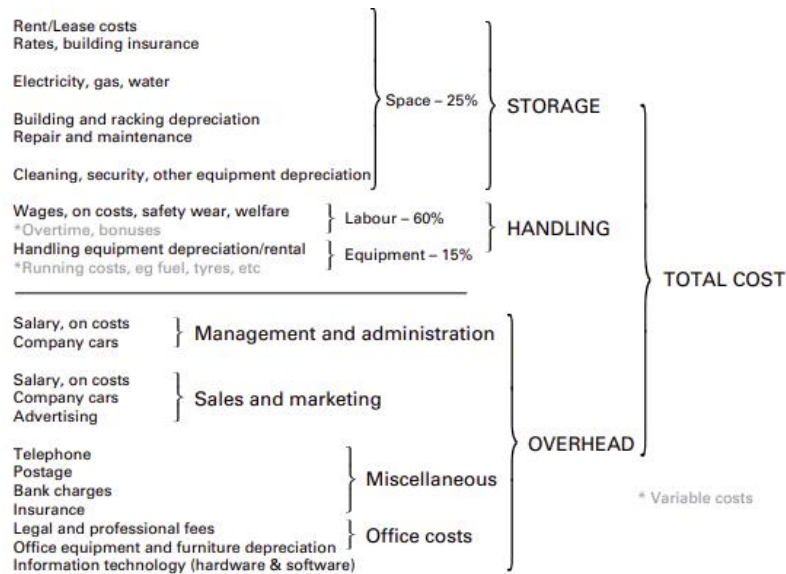 Rent/Lease costs
Rates, building insurance
Electricity, gas, water
Space – 25%
STORAGE
Building and racking depreciation
Repair and maintenance
Cleaning, security, other equipment depreciation
Wages, on costs, safety wear, welfare
*Overtime, bonuses
Labour – 60%
HANDLING
Handling equipment depreciation/rental
*Running costs, eg fuel, tyres, etc
Equipment – 15%
TOTAL COST
Salary, on costs
Company cars
Management and administration
Salary, on costs
Company cars
Advertising
Sales and marketing
OVERHEAD
Telephone
Postage
Bank charges
Insurance
Miscellaneous
* Variable costs
Legal and professional fees
Office equipment and furniture depreciation
Office costs
Information technology (hardware & software)